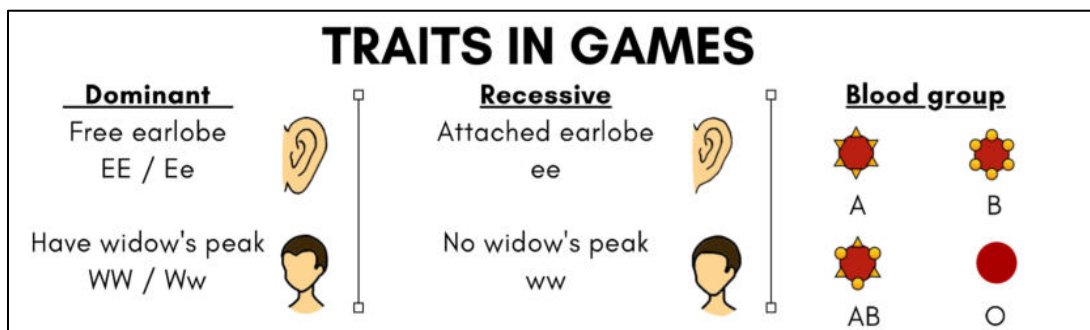 TRAITS IN GAMES
Dominant
Free earlobe
EE / Ee
Have widow's peak
WW / Ww
Recessive
Attached earlobe
ee
No widow's peak
ww
Blood group
A
B
AB
O